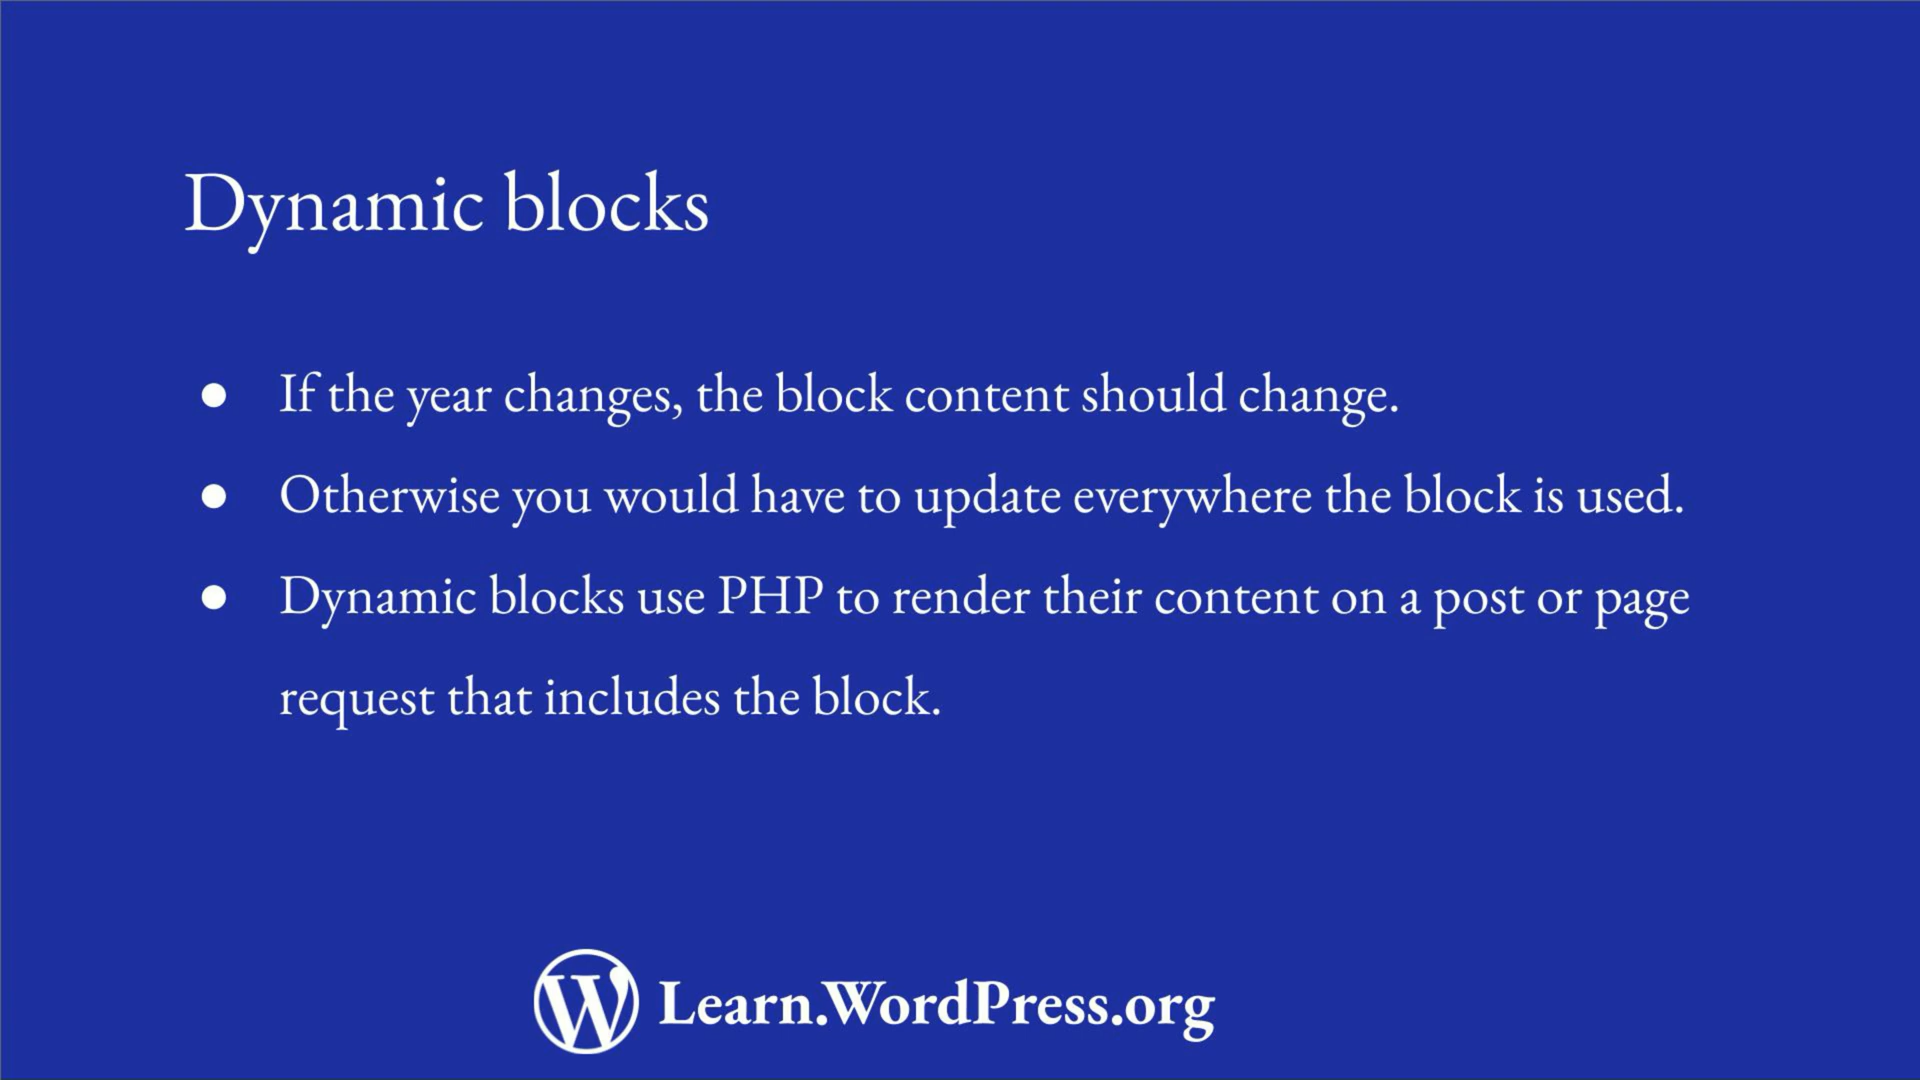 Dynamic blocks
● If the year changes, the block content should change.
● Otherwise you would have to update everywhere the block is used.
● Dynamic blocks use PHP to render their content on a post or page
request that includes the block.
Learn.WordPress.org